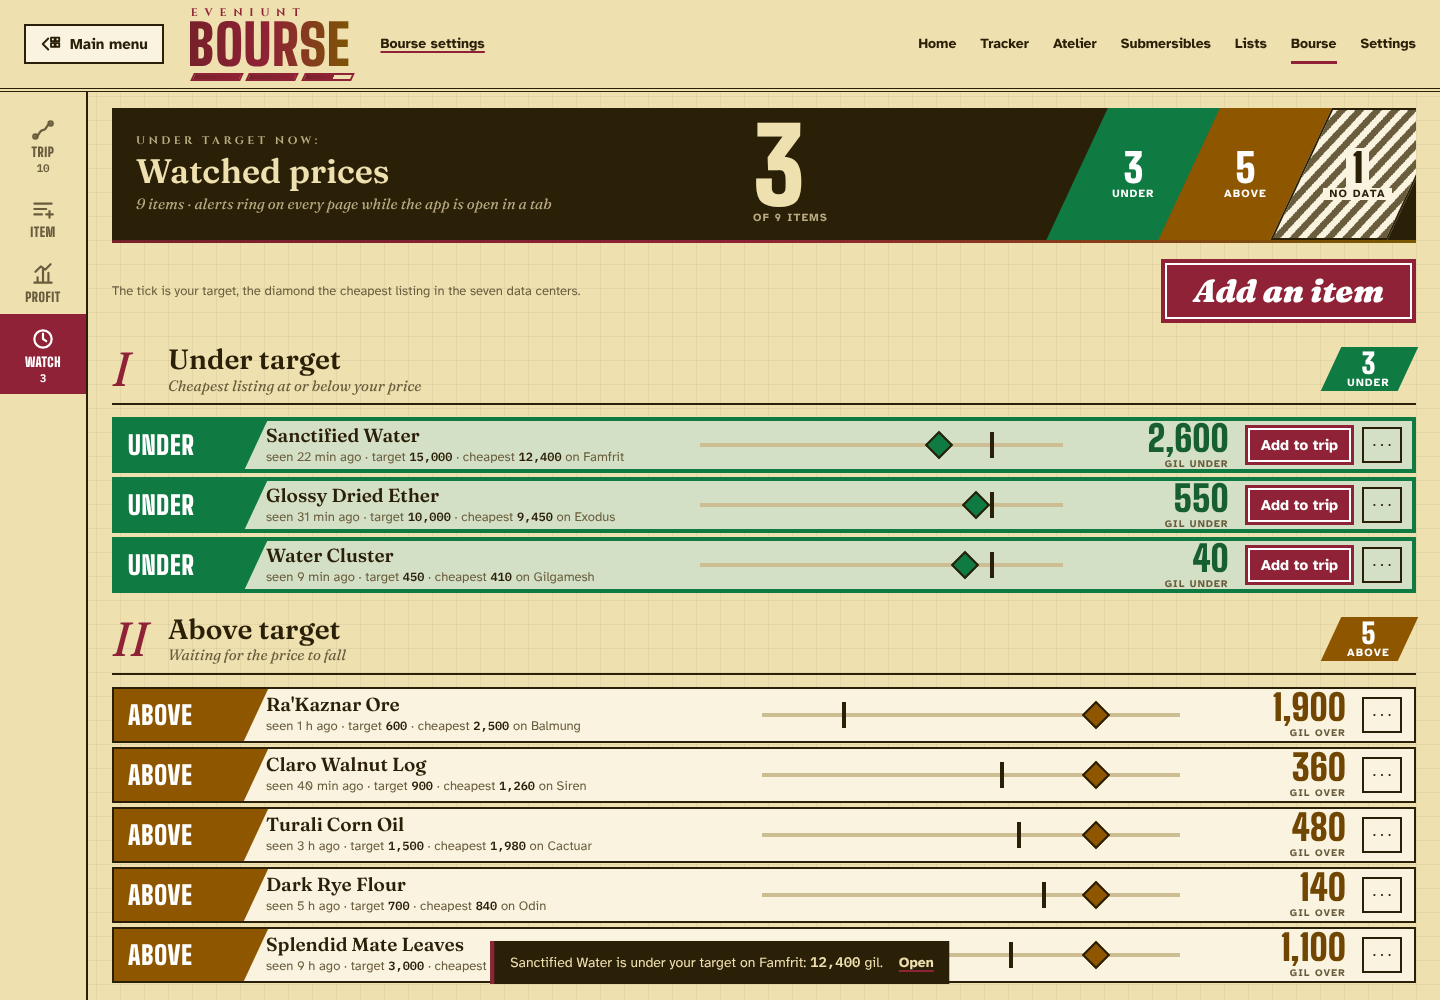 Main menu
EVENIUNT
BOURSE
Bourse settings
Home
Tracker
Atelier
Submersibles
Lists
Bourse
Settings
TRIP
10
ITEM
PROFIT
WATCH
3
UNDER TARGET NOW:
Watched prices
9 items · alerts ring on every page while the app is open in a tab
3
OF 9 ITEMS
3
UNDER
5
ABOVE
1
NO DATA
The tick is your target, the diamond the cheapest listing in the seven data centers.
Add an item
I
Under target
Cheapest listing at or below your price
3
UNDER
UNDER
Sanctified Water
seen 22 min ago · target 15,000 · cheapest 12,400 on Famfrit
2,600
GIL UNDER
Add to trip
···
UNDER
Glossy Dried Ether
seen 31 min ago · target 10,000 · cheapest 9,450 on Exodus
550
GIL UNDER
Add to trip
···
UNDER
Water Cluster
seen 9 min ago · target 450 · cheapest 410 on Gilgamesh
40
GIL UNDER
Add to trip
···
II
Above target
Waiting for the price to fall
5
ABOVE
ABOVE
Ra'Kaznar Ore
seen 1 h ago · target 600 · cheapest 2,500 on Balmung
1,900
GIL OVER
···
ABOVE
Claro Walnut Log
seen 40 min ago · target 900 · cheapest 1,260 on Siren
360
GIL OVER
···
ABOVE
Turali Corn Oil
seen 3 h ago · target 1,500 · cheapest 1,980 on Cactuar
480
GIL OVER
···
ABOVE
Dark Rye Flour
seen 5 h ago · target 700 · cheapest 840 on Odin
140
GIL OVER
···
ABOVE
Splendid Mate Leaves
seen 9 h ago · target 3,000 · cheapest
1,100
GIL OVER
···
Sanctified Water is under your target on Famfrit: 12,400 gil.
Open